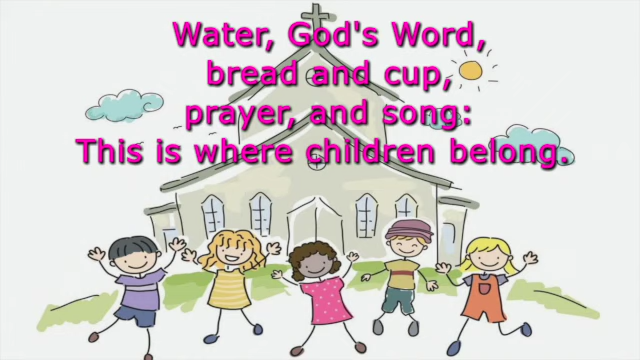 Water, God's Word,
bread and cup,
prayer, and song:
This is where children belong.